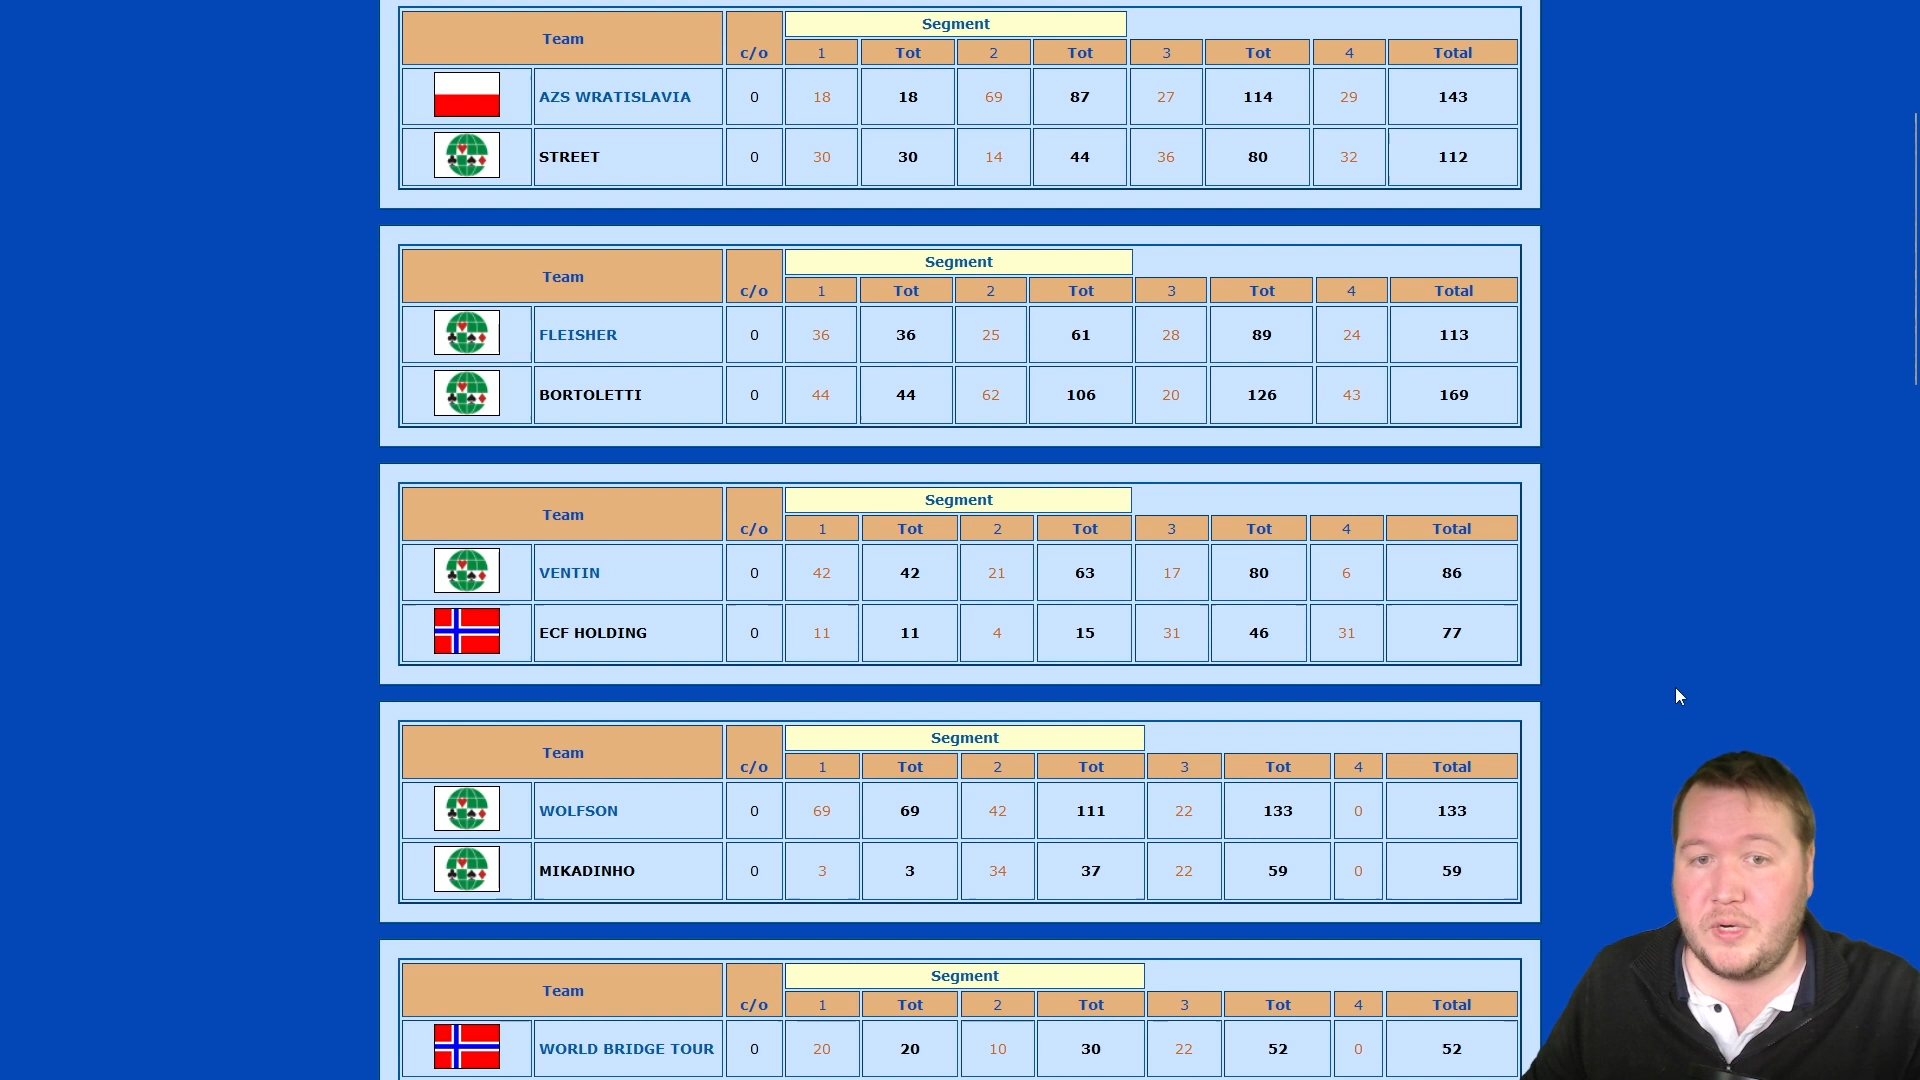 Team c/o Segment
1 Tot 2 Tot 3 Tot 4 Total
AZS WRATISLAVIA 0 18 18 69 87 27 114 29 143
STREET 0 30 30 14 44 36 80 32 112
Team c/o Segment
1 Tot 2 Tot 3 Tot 4 Total
FLEISHER 0 36 36 25 61 28 89 24 113
BORTOLETTI 0 44 44 62 106 20 126 43 169
Team c/o Segment
1 Tot 2 Tot 3 Tot 4 Total
VENTIN 0 42 42 21 63 17 80 6 86
ECF HOLDING 0 11 11 4 15 31 46 31 77
Team c/o Segment
1 Tot 2 Tot 3 Tot 4 Total
WOLFSON 0 69 69 42 111 22 133 0 133
MIKADINHO 0 3 3 34 37 22 59 0 59
Team c/o Segment
1 Tot 2 Tot 3 Tot 4 Total
WORLD BRIDGE TOUR 0 20 20 10 30 22 52 0 52